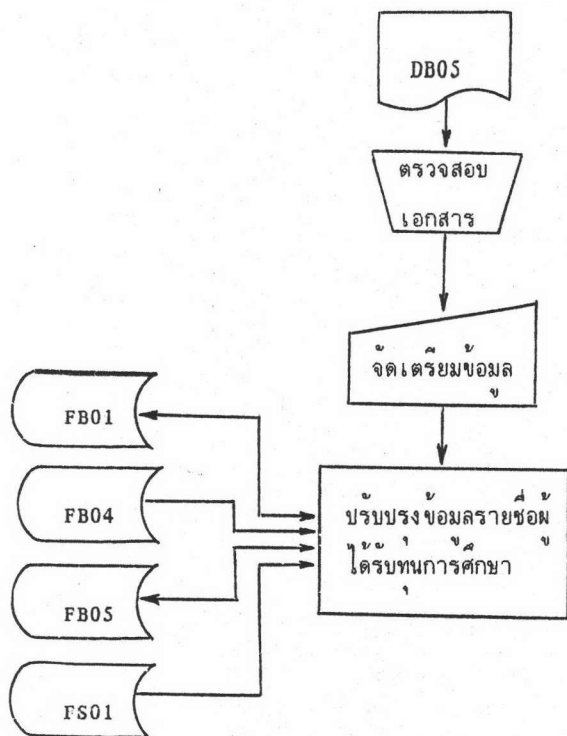 DB05
ตรวจสอบ
เอกสาร
จัดเตรียมข้อมูล
FB01
FB04
FB05
FS01
ปรับปรุงข้อมูลรายชื่อผู้
ได้รับทุนการศึกษา